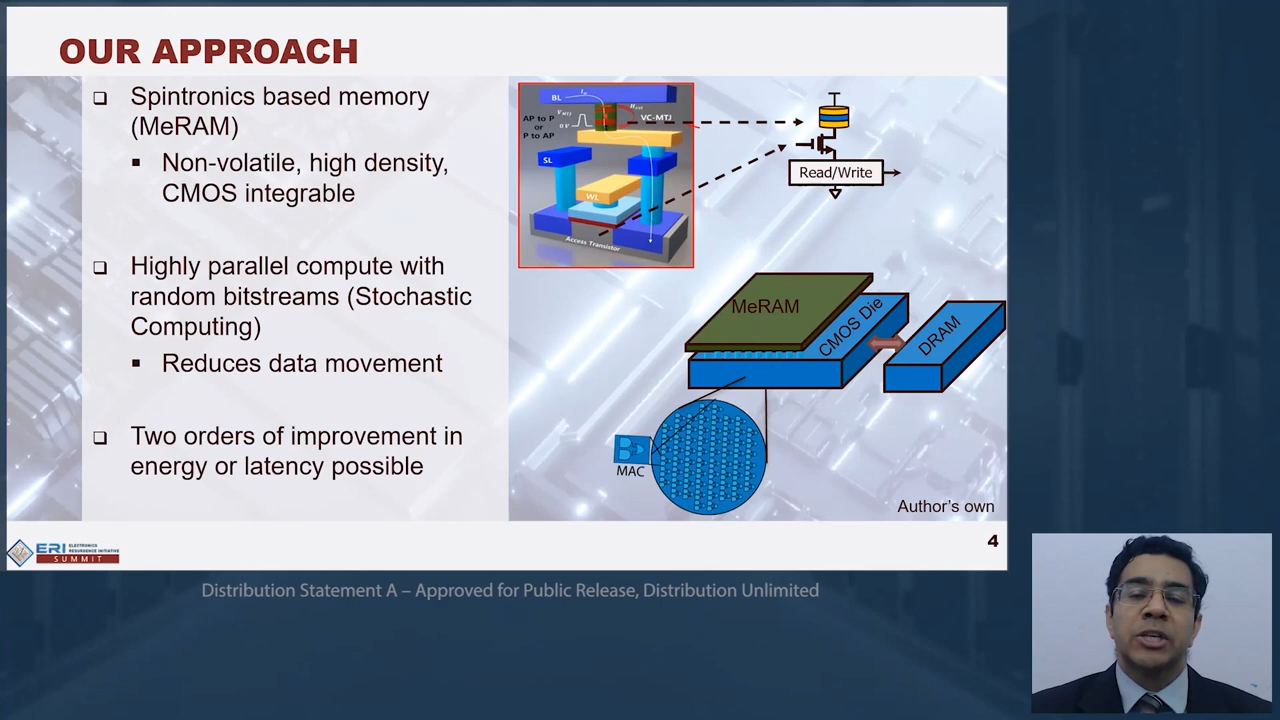 OUR APPROACH
Spintronics based memory
(MeRAM)
Non-volatile, high density,
CMOS integrable
Highly parallel compute with
random bitstreams (Stochastic
Computing)
Reduces data movement
Two orders of improvement in
energy or latency possible
BL
VC-MTJ
AP to P
or
P to AP
0 V
SL
WL
Access Transistor
Read/Write
MeRAM
CMOS Die
DRAM
MAC
Author's own
4
ERI ELECTRONICS
RESURGENCE INITIATIVE
SUMMIT
Distribution Statement A – Approved for Public Release, Distribution Unlimited